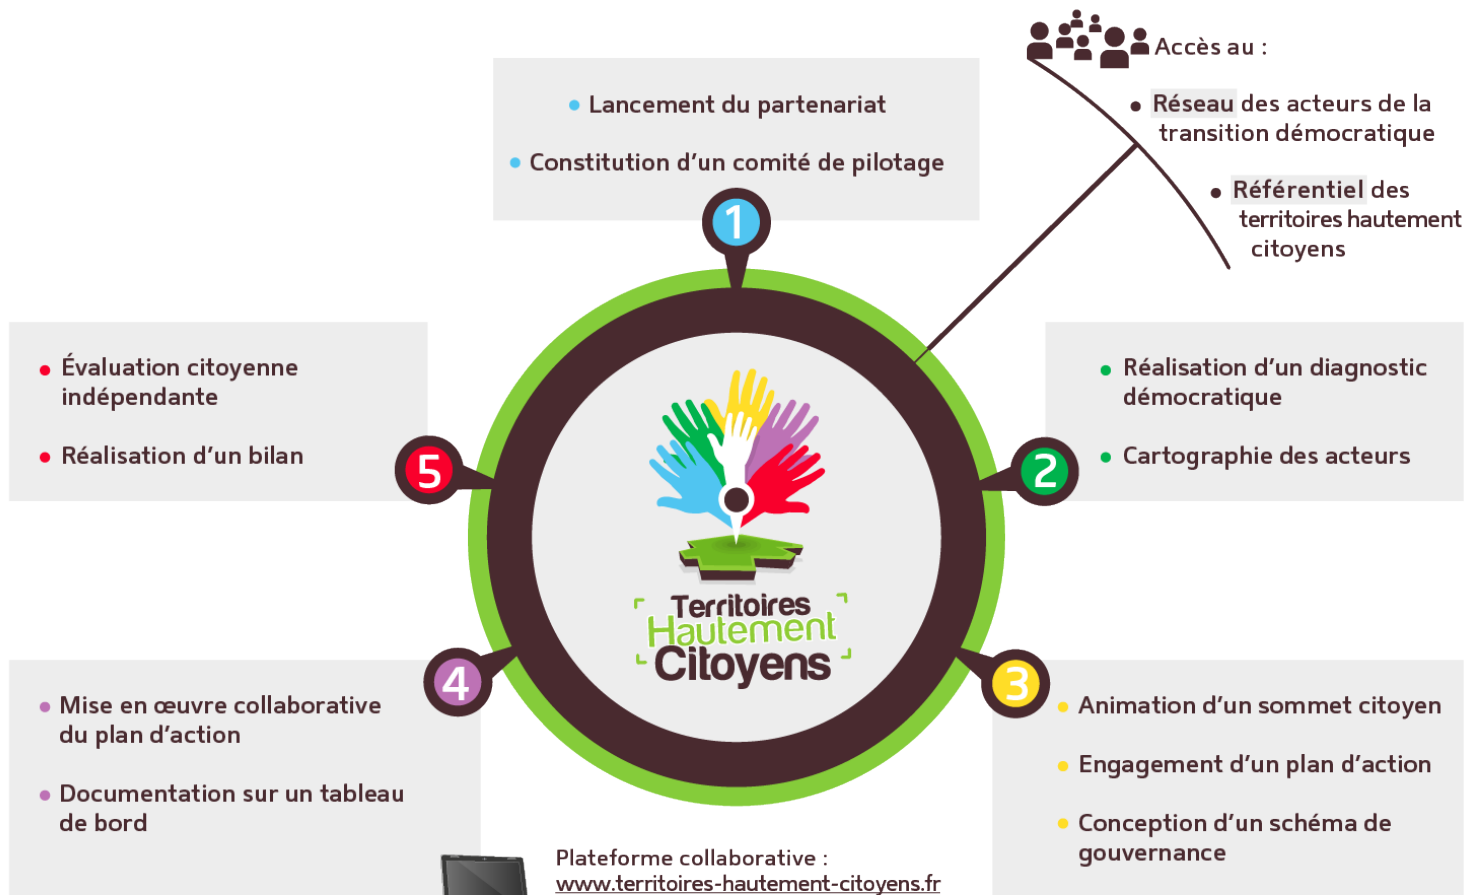 Accès au :
Réseau des acteurs de la
transition démocratique
Référentiel des
territoires hautement
citoyens
Lancement du partenariat
Constitution d'un comité de pilotage
1
Réalisation d'un diagnostic
démocratique
Cartographie des acteurs
2
3
Animation d'un sommet citoyen
Engagement d'un plan d'action
Conception d'un schéma de
gouvernance
4
Mise en œuvre collaborative
du plan d'action
Documentation sur un tableau
de bord
Évaluation citoyenne
indépendante
Réalisation d'un bilan
5
Territoires
Hautement
Citoyens
Plateforme collaborative :
www.territoires-hautement-citoyens.fr